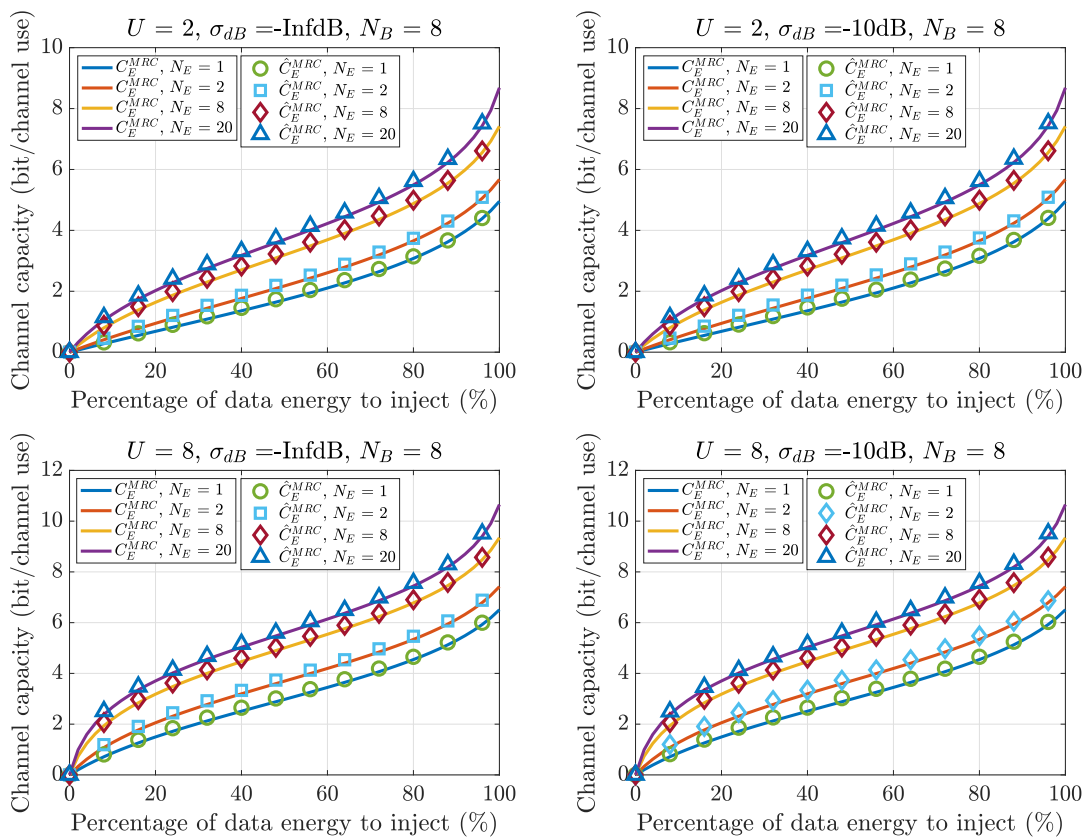 U = 2, σ_dB =-InfdB, N_B = 8
Channel capacity (bit/channel use)
10
8
6
4
2
0
C_E^MRC, N_E = 1
C_E^MRC, N_E = 2
C_E^MRC, N_E = 8
C_E^MRC, N_E = 20
Ĉ_E^MRC, N_E = 1
Ĉ_E^MRC, N_E = 2
Ĉ_E^MRC, N_E = 8
Ĉ_E^MRC, N_E = 20
0 20 40 60 80 100
Percentage of data energy to inject (%)
U = 2, σ_dB =-10dB, N_B = 8
Channel capacity (bit/channel use)
10
8
6
4
2
0
C_E^MRC, N_E = 1
C_E^MRC, N_E = 2
C_E^MRC, N_E = 8
C_E^MRC, N_E = 20
Ĉ_E^MRC, N_E = 1
Ĉ_E^MRC, N_E = 2
Ĉ_E^MRC, N_E = 8
Ĉ_E^MRC, N_E = 20
0 20 40 60 80 100
Percentage of data energy to inject (%)
U = 8, σ_dB =-InfdB, N_B = 8
Channel capacity (bit/channel use)
12
10
8
6
4
2
0
C_E^MRC, N_E = 1
C_E^MRC, N_E = 2
C_E^MRC, N_E = 8
C_E^MRC, N_E = 20
Ĉ_E^MRC, N_E = 1
Ĉ_E^MRC, N_E = 2
Ĉ_E^MRC, N_E = 8
Ĉ_E^MRC, N_E = 20
0 20 40 60 80 100
Percentage of data energy to inject (%)
U = 8, σ_dB =-10dB, N_B = 8
Channel capacity (bit/channel use)
12
10
8
6
4
2
0
C_E^MRC, N_E = 1
C_E^MRC, N_E = 2
C_E^MRC, N_E = 8
C_E^MRC, N_E = 20
Ĉ_E^MRC, N_E = 1
Ĉ_E^MRC, N_E = 2
Ĉ_E^MRC, N_E = 8
Ĉ_E^MRC, N_E = 20
0 20 40 60 80 100
Percentage of data energy to inject (%)